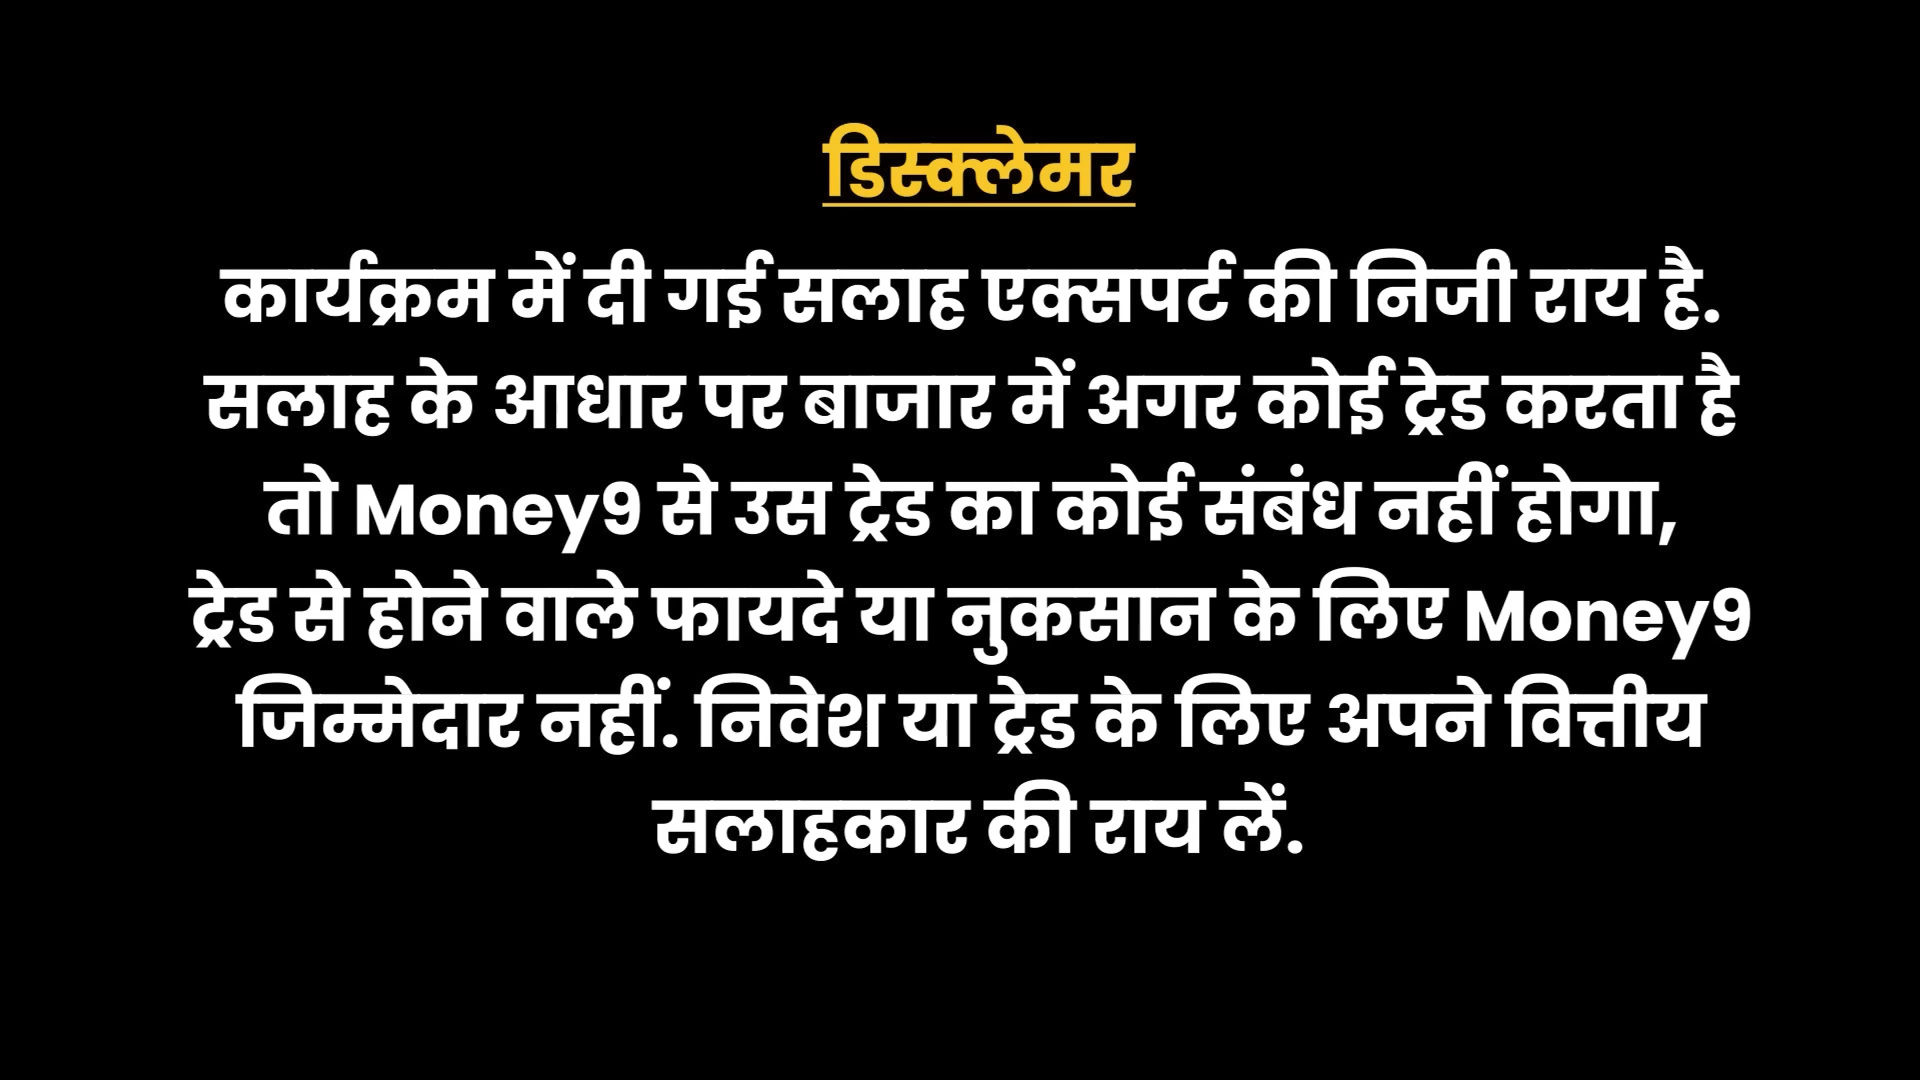 डिस्क्लेमर
कार्यक्रम में दी गई सलाह एक्सपर्ट की निजी राय है.
सलाह के आधार पर बाजार में अगर कोई ट्रेड करता है
तो Money9 से उस ट्रेड का कोई संबंध नहीं होगा,
ट्रेड से होने वाले फायदे या नुकसान के लिए Money9
जिम्मेदार नहीं. निवेश या ट्रेड के लिए अपने वित्तीय
सलाहकार की राय लें.